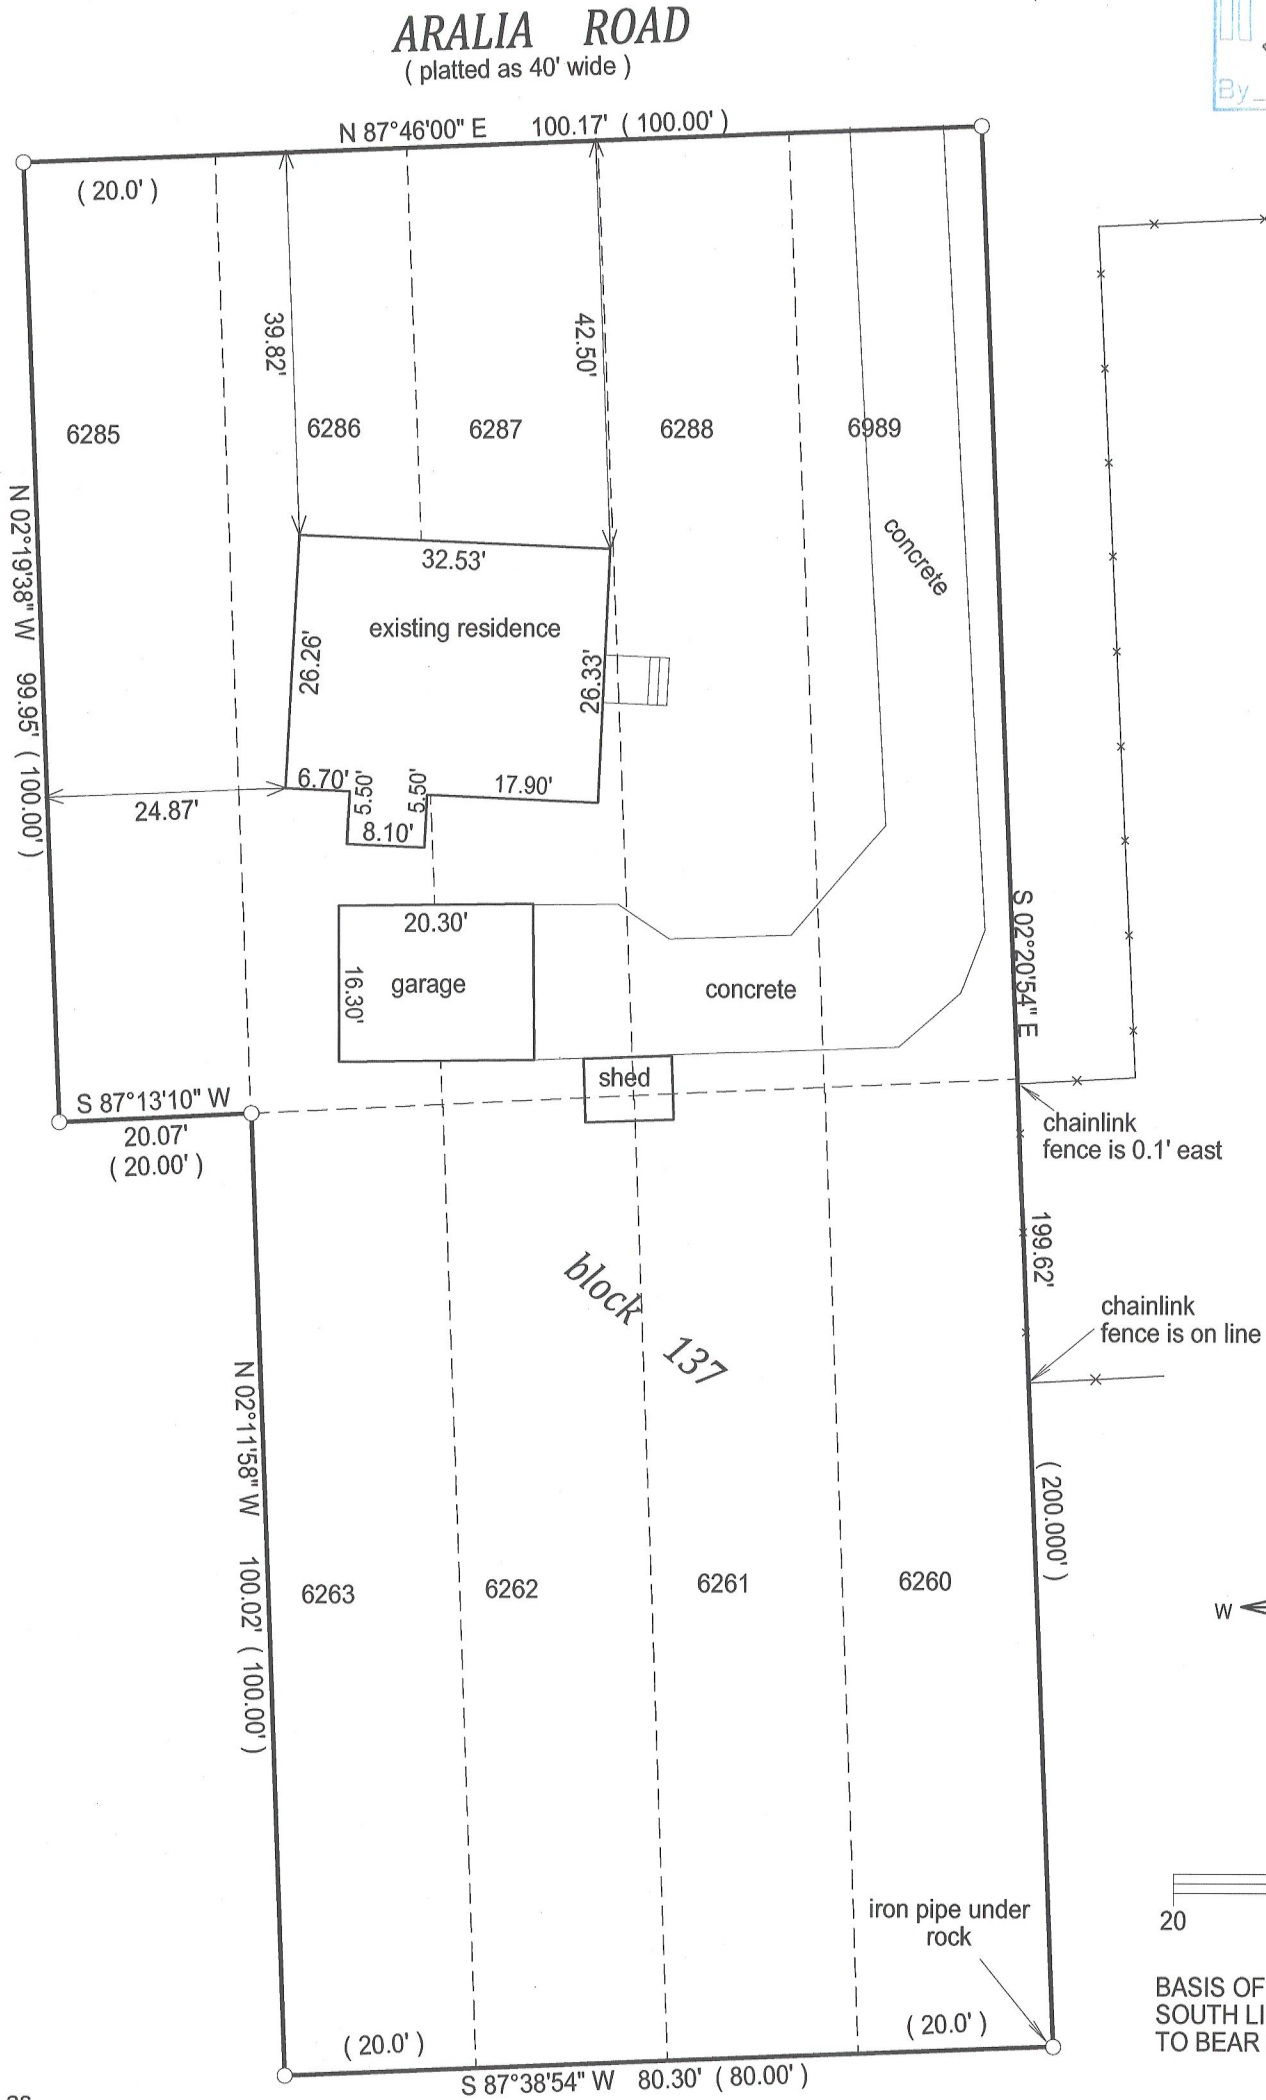 ARALIA ROAD
( platted as 40' wide )
By_
N 87°46'00" E 100.17' ( 100.00' )
( 20.0' )
39.82'
42.50'
6285
6286
6287
6288
6989
concrete
N 02°19'38" W 99.95' ( 100.00' )
32.53'
existing residence
26.26'
26.33'
6.70'
5.50'
8.10'
5.50'
17.90'
24.87'
20.30'
16.30'
garage
concrete
S 02°20'54" E
shed
S 87°13'10" W
20.07'
( 20.00' )
chainlink
fence is 0.1' east
199.62'
block 137
chainlink
fence is on line
N 02°11'58" W 100.02' ( 100.00' )
( 200.000' )
6263
6262
6261
6260
W
iron pipe under
rock
20
BASIS OF
SOUTH LI
TO BEAR
( 20.0' )
( 20.0' )
S 87°38'54" W 80.30' ( 80.00' )